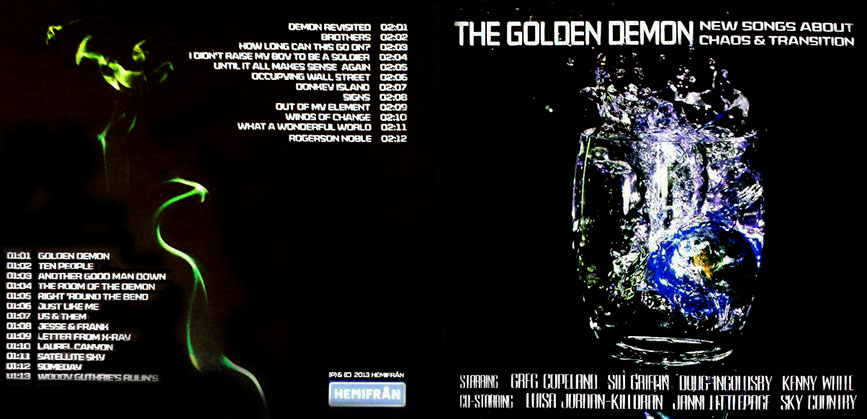 DEMON REVISITED 02:01
BROTHERS 02:02
HOW LONG CAN THIS GO ON? 02:03
I DIDN'T RAISE MY BOY TO BE A SOLDIER 02:04
UNTIL IT ALL MAKES SENSE AGAIN 02:05
OCCUPYING WALL STREET 02:06
DONKEY ISLAND 02:07
SIGNS 02:08
OUT OF MY ELEMENT 02:09
WINDS OF CHANGE 02:10
WHAT A WONDERFUL WORLD 02:11
ROGERSON NOBLE 02:12
01:01 GOLDEN DEMON
01:02 TEN PEOPLE
01:03 ANOTHER GOOD MAN DOWN
01:04 THE ROOM OF THE DEMON
01:05 RIGHT 'ROUND THE BEND
01:06 JUST LIKE ME
01:07 US & THEM
01:08 JESSE & FRANK
01:09 LETTER FROM X-RAY
01:10 LAUREL CANYON
01:11 SATELLITE SKY
01:12 SOMEDAY
01:13 WOODY GUTHRIE'S RULIN'S
(P) & (C) 2013 HEMIFRÅN
HEMIFRÅN
THE GOLDEN DEMON
NEW SONGS ABOUT
CHAOS & TRANSITION
STARRING GREG COPELAND SID GRIFFIN DOUG INGOLDSBY KENNY WHITE
CO-STARRING LUISA JORDAN-KILLORAN JANNI LITTLEPAGE SKY COUNTRY